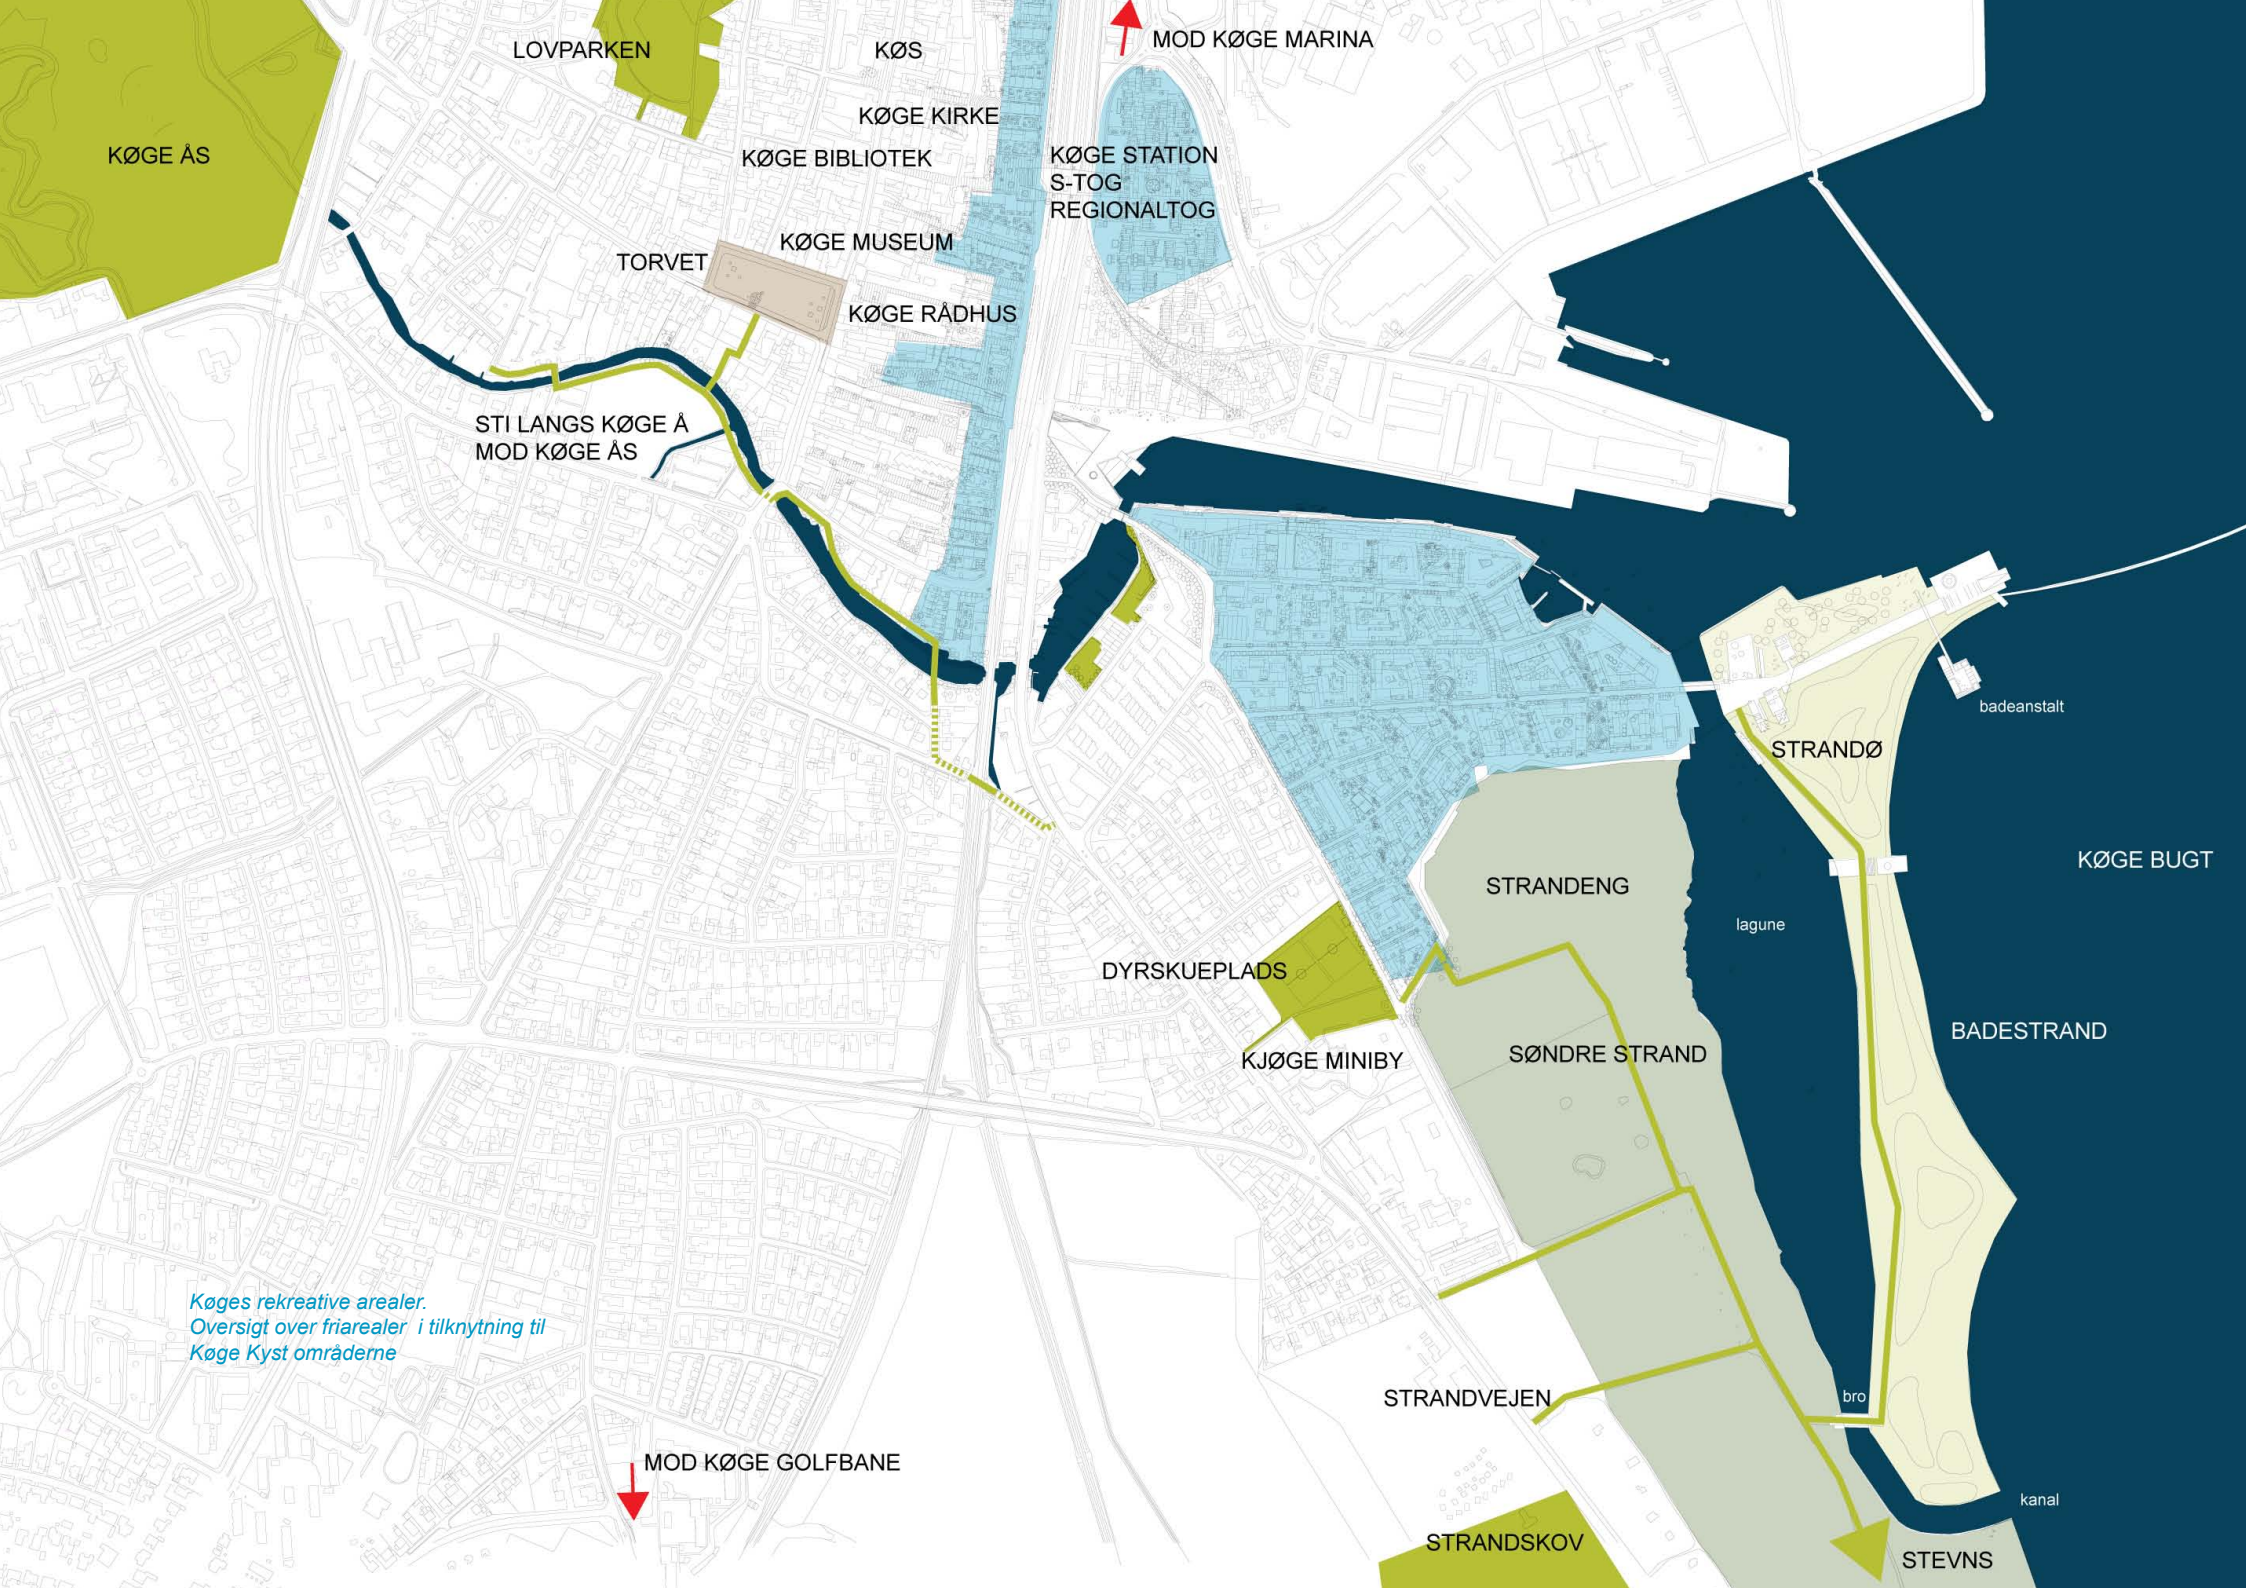 MOD KØGE MARINA
LOVPARKEN
KØS
KØGE KIRKE
KØGE ÅS
KØGE BIBLIOTEK
KØGE STATION
S-TOG
REGIONALTOG
KØGE MUSEUM
TORVET
KØGE RÅDHUS
STI LANGS KØGE Å
MOD KØGE ÅS
badeanstalt
STRANDØ
KØGE BUGT
STRANDENG
lagune
DYRSKUEPLADS
BADESTRAND
SØNDRE STRAND
KJØGE MINIBY
Køges rekreative arealer.
Oversigt over friarealer i tilknytning til
Køge Kyst områderne
STRANDVEJEN
bro
MOD KØGE GOLFBANE
kanal
STRANDSKOV
STEVNS